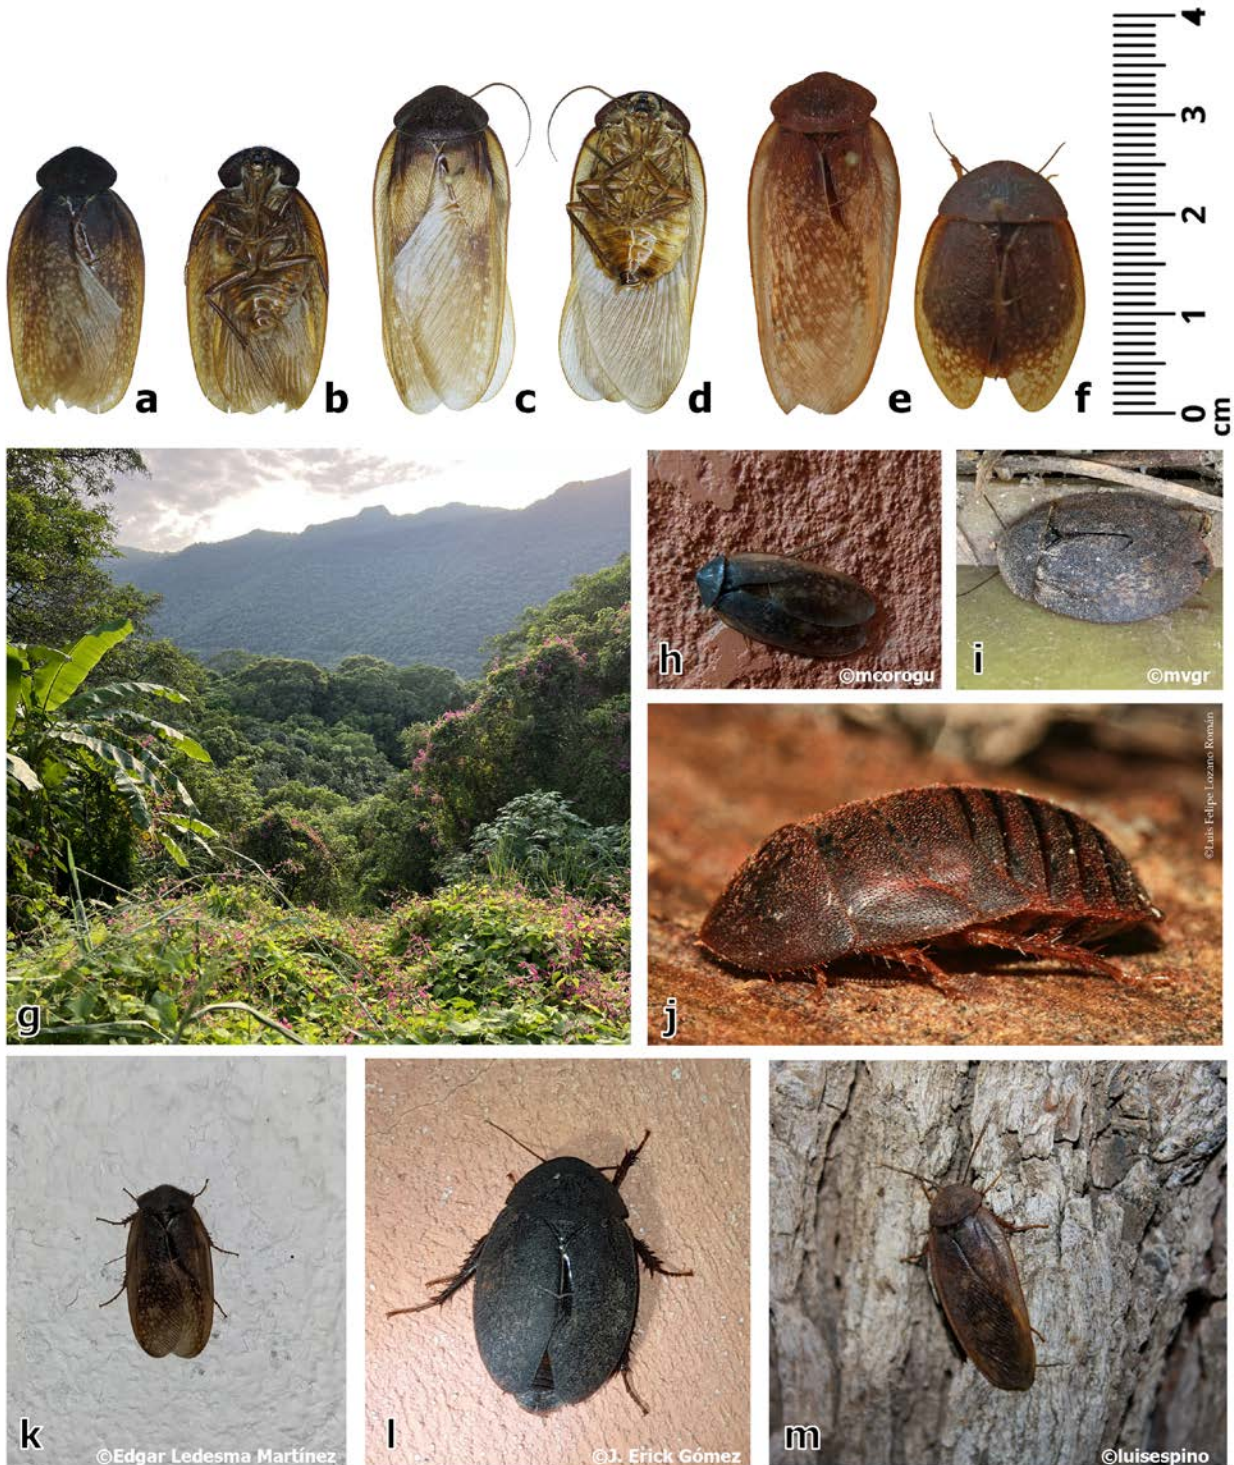 4
3
2
1
0
cm
a
b
c
d
e
f
g
h
©mcorogu
i
©mvgr
©Luis Felipe Lozano Román
j
k
©Edgar Ledesma Martínez
l
©J. Erick Gómez
m
©luisespino